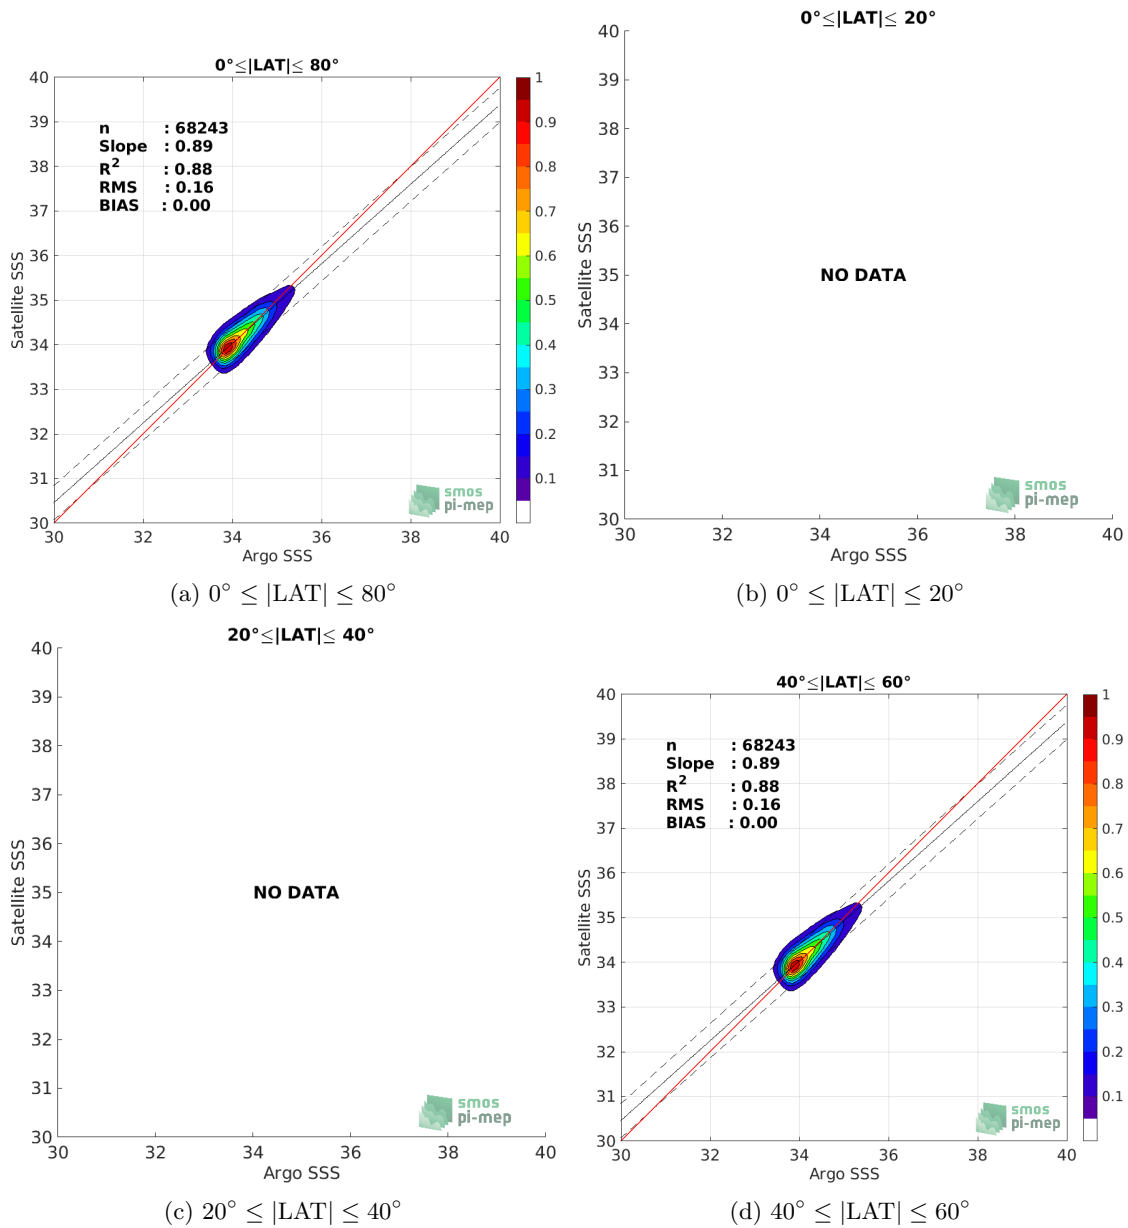 0°≤|LAT|≤ 80°
40
39
38
37
36
35
34
33
32
31
30
Satellite SSS
n : 68243
Slope : 0.89
R2 : 0.88
RMS : 0.16
BIAS : 0.00
smos
pi-mep
30 32 34 36 38 40
Argo SSS
1
0.9
0.8
0.7
0.6
0.5
0.4
0.3
0.2
0.1
(a) 0° ≤ |LAT| ≤ 80°
0°≤|LAT|≤ 20°
40
39
38
37
36
35
34
33
32
31
30
Satellite SSS
NO DATA
smos
pi-mep
30 32 34 36 38 40
Argo SSS
(b) 0° ≤ |LAT| ≤ 20°
20°≤|LAT|≤ 40°
40
39
38
37
36
35
34
33
32
31
30
Satellite SSS
NO DATA
smos
pi-mep
30 32 34 36 38 40
Argo SSS
(c) 20° ≤ |LAT| ≤ 40°
40°≤|LAT|≤ 60°
40
39
38
37
36
35
34
33
32
31
30
Satellite SSS
n : 68243
Slope : 0.89
R2 : 0.88
RMS : 0.16
BIAS : 0.00
smos
pi-mep
30 32 34 36 38 40
Argo SSS
1
0.9
0.8
0.7
0.6
0.5
0.4
0.3
0.2
0.1
(d) 40° ≤ |LAT| ≤ 60°